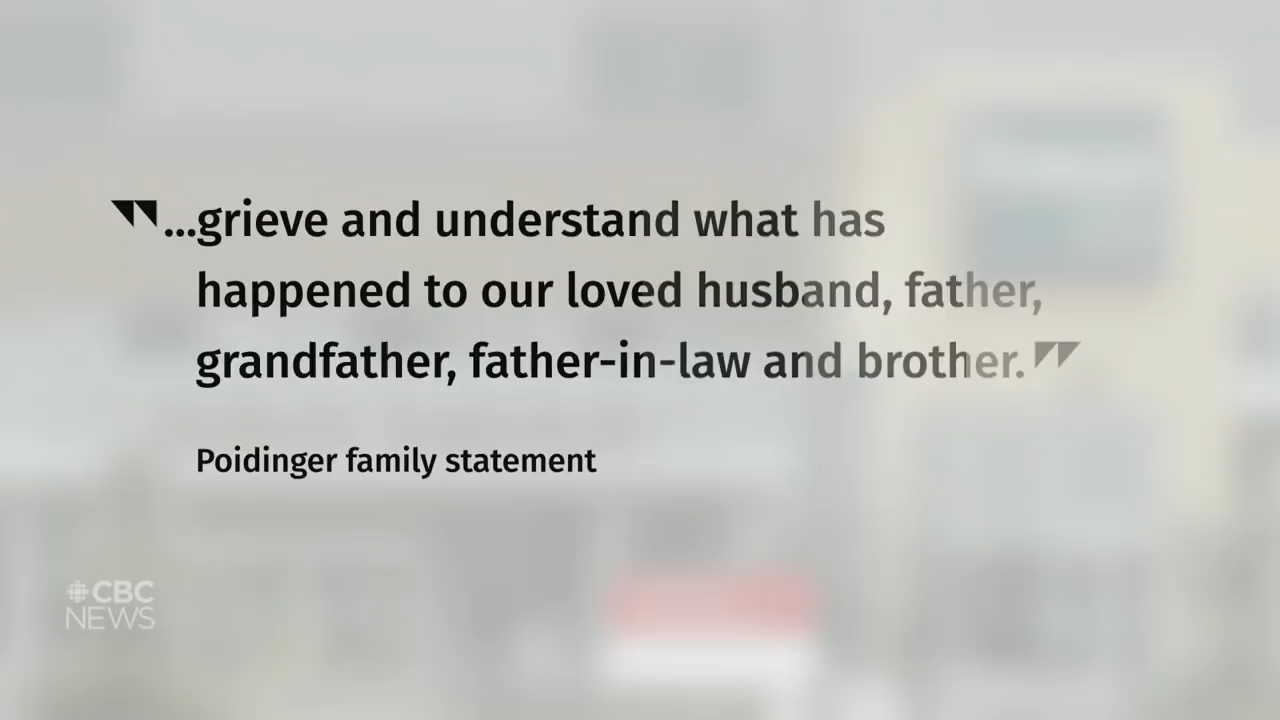 "...grieve and understand what has
happened to our loved husband, father,
grandfather, father-in-law and brother."
Poidinger family statement
CBC
NEWS